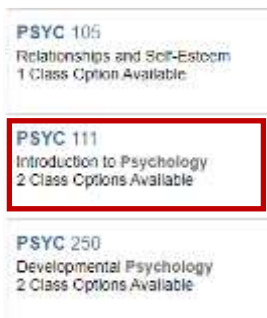 PSYC 105
Relationships and Self-Esteem
1 Class Option Available
PSYC 111
Introduction to Psychology
2 Class Options Available
PSYC 250
Developmental Psychology
2 Class Options Available